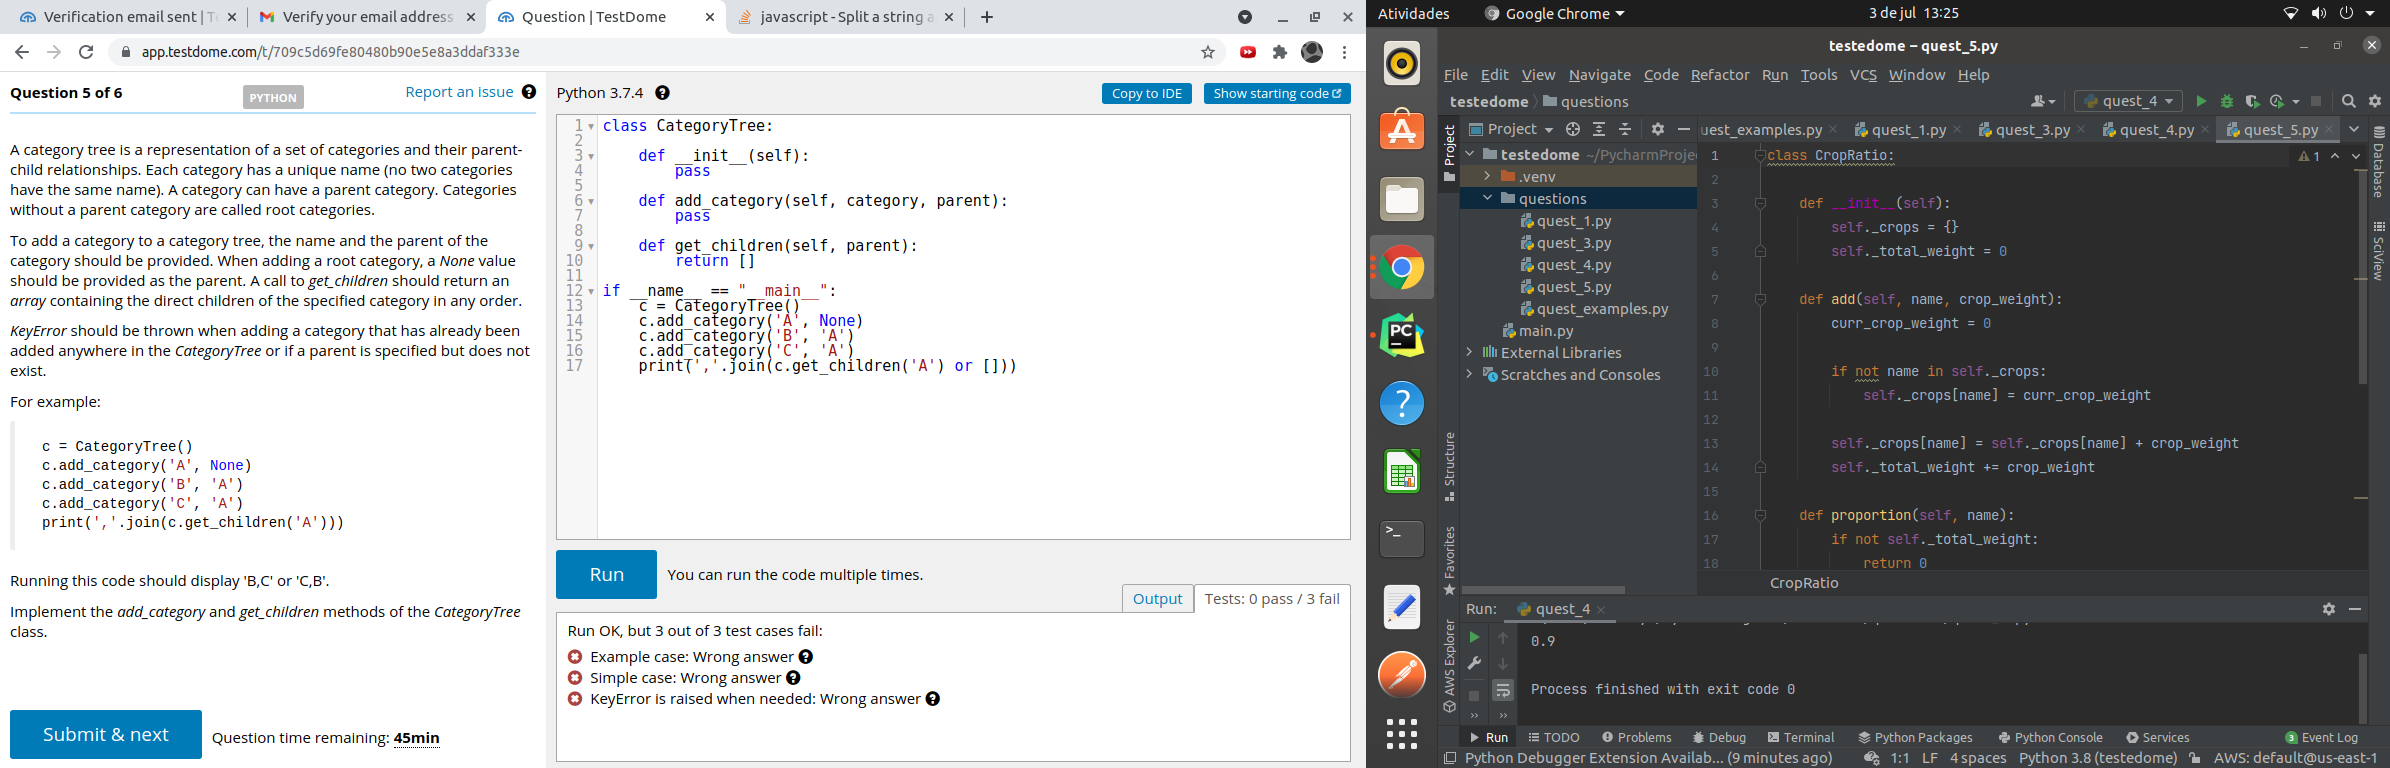 Verification email sent | T
Verify your email address
Question | TestDome
javascript - Split a string a
app.testdome.com/t/709c5d69fe80480b90e5e8a3ddaf333e
Question 5 of 6
PYTHON
Report an issue
A category tree is a representation of a set of categories and their parent-
child relationships. Each category has a unique name (no two categories
have the same name). A category can have a parent category. Categories
without a parent category are called root categories.
To add a category to a category tree, the name and the parent of the
category should be provided. When adding a root category, a None value
should be provided as the parent. A call to get_children should return an
array containing the direct children of the specified category in any order.
KeyError should be thrown when adding a category that has already been
added anywhere in the CategoryTree or if a parent is specified but does not
exist.
For example:
c = CategoryTree()
c.add_category('A', None)
c.add_category('B', 'A')
c.add_category('C', 'A')
print(','.join(c.get_children('A')))
Running this code should display 'B,C' or 'C,B'.
Implement the add_category and get_children methods of the CategoryTree
class.
Submit & next
Question time remaining: 45min
Python 3.7.4
Copy to IDE
Show starting code
1 class CategoryTree:
2
3 def __init__(self):
4 pass
5
6 def add_category(self, category, parent):
7 pass
8
9 def get_children(self, parent):
10 return []
11
12 if __name__ == "__main__":
13 c = CategoryTree()
14 c.add_category('A', None)
15 c.add_category('B', 'A')
16 c.add_category('C', 'A')
17 print(','.join(c.get_children('A') or []))
Run
You can run the code multiple times.
Output
Tests: 0 pass / 3 fail
Run OK, but 3 out of 3 test cases fail:
Example case: Wrong answer
Simple case: Wrong answer
KeyError is raised when needed: Wrong answer
Atividades
Google Chrome
3 de jul 13:25
testedome – quest_5.py
File Edit View Navigate Code Refactor Run Tools VCS Window Help
testedome
questions
quest_4
Project
uest_examples.py
quest_1.py
quest_3.py
quest_4.py
quest_5.py
Project
testedome ~/PycharmProje
.venv
questions
quest_1.py
quest_3.py
quest_4.py
quest_5.py
quest_examples.py
main.py
External Libraries
Scratches and Consoles
1 class CropRatio:
2
3 def __init__(self):
4 self._crops = {}
5 self._total_weight = 0
6
7 def add(self, name, crop_weight):
8 curr_crop_weight = 0
9
10 if not name in self._crops:
11 self._crops[name] = curr_crop_weight
12
13 self._crops[name] = self._crops[name] + crop_weight
14 self._total_weight += crop_weight
15
16 def proportion(self, name):
17 if not self._total_weight:
18 return 0
1
CropRatio
Database
SciView
Structure
Favorites
AWS Explorer
Run:
quest_4
0.9
Process finished with exit code 0
Run
TODO
Problems
Debug
Terminal
Python Packages
Python Console
Services
3 Event Log
Python Debugger Extension Availab... (9 minutes ago)
1:1
LF
4 spaces
Python 3.8 (testedome)
AWS: default@us-east-1